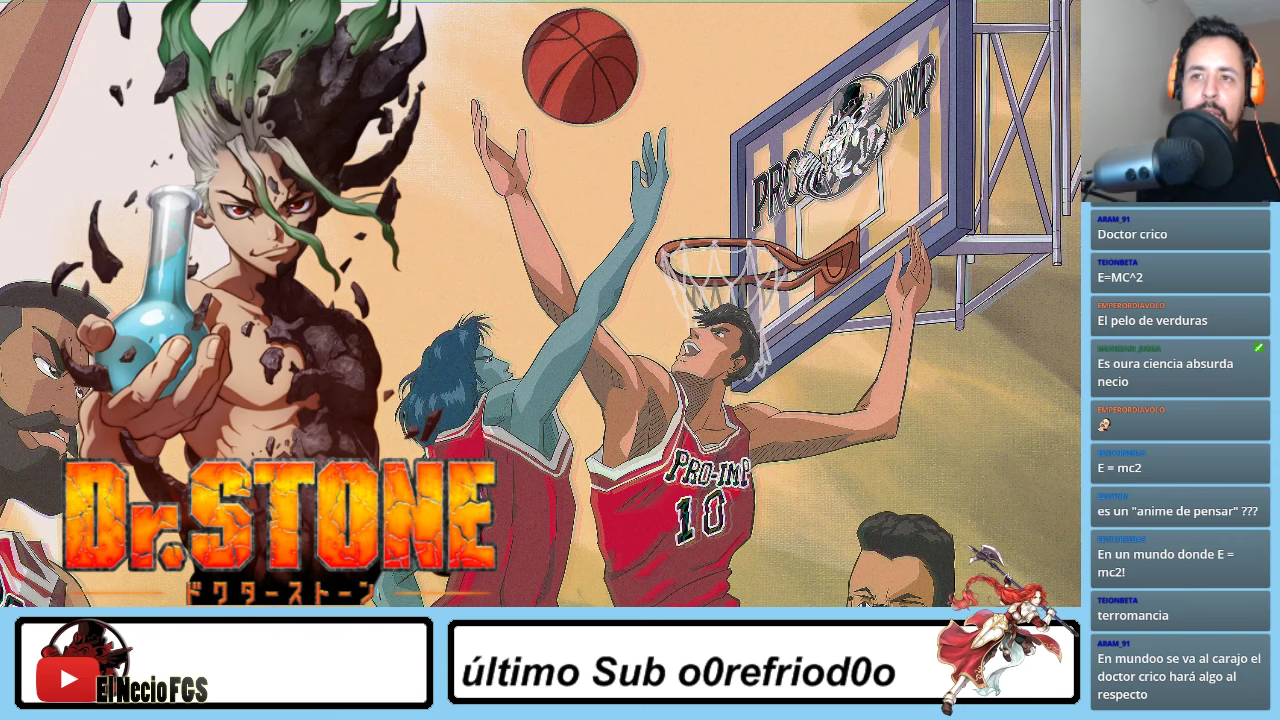 Dr.STONE
ドクターストーン
PRO IMP
PRO-IMP
10
ARAM_91
Doctor crico
TEIONBETA
E=MC^2
EMPERORDIAVOLO
El pelo de verduras
Es oura ciencia absurda
necio
EMPERORDIAVOLO
E = mc2
es un "anime de pensar" ???
En un mundo donde E =
mc2!
TEIONBETA
terromancia
ARAM_91
En mundoo se va al carajo el
doctor crico hará algo al
respecto
El Necio FGS
último Sub o0refriod0o